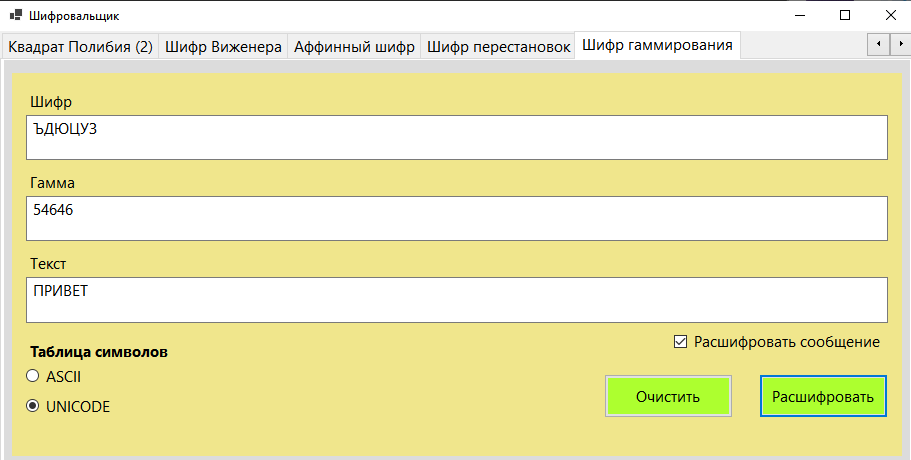 Шифровальщик
Квадрат Полибия (2) Шифр Виженера Аффинный шифр Шифр перестановок Шифр гаммирования
Шифр
ЪДЮЦУЗ
Гамма
54646
Текст
ПРИВЕТ
Расшифровать сообщение
Таблица символов
ASCII
UNICODE
Очистить Расшифровать